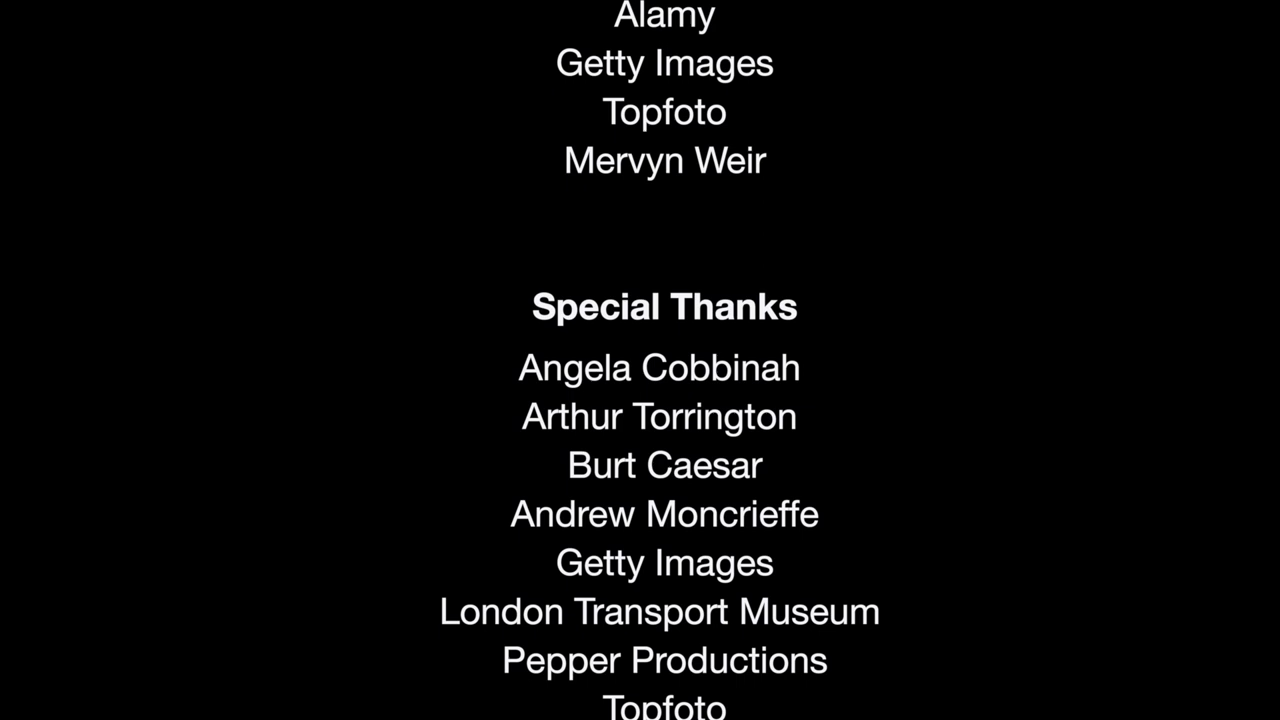 Alamy
Getty Images
Topfoto
Mervyn Weir
Special Thanks
Angela Cobbinah
Arthur Torrington
Burt Caesar
Andrew Moncrieffe
Getty Images
London Transport Museum
Pepper Productions
Topfoto